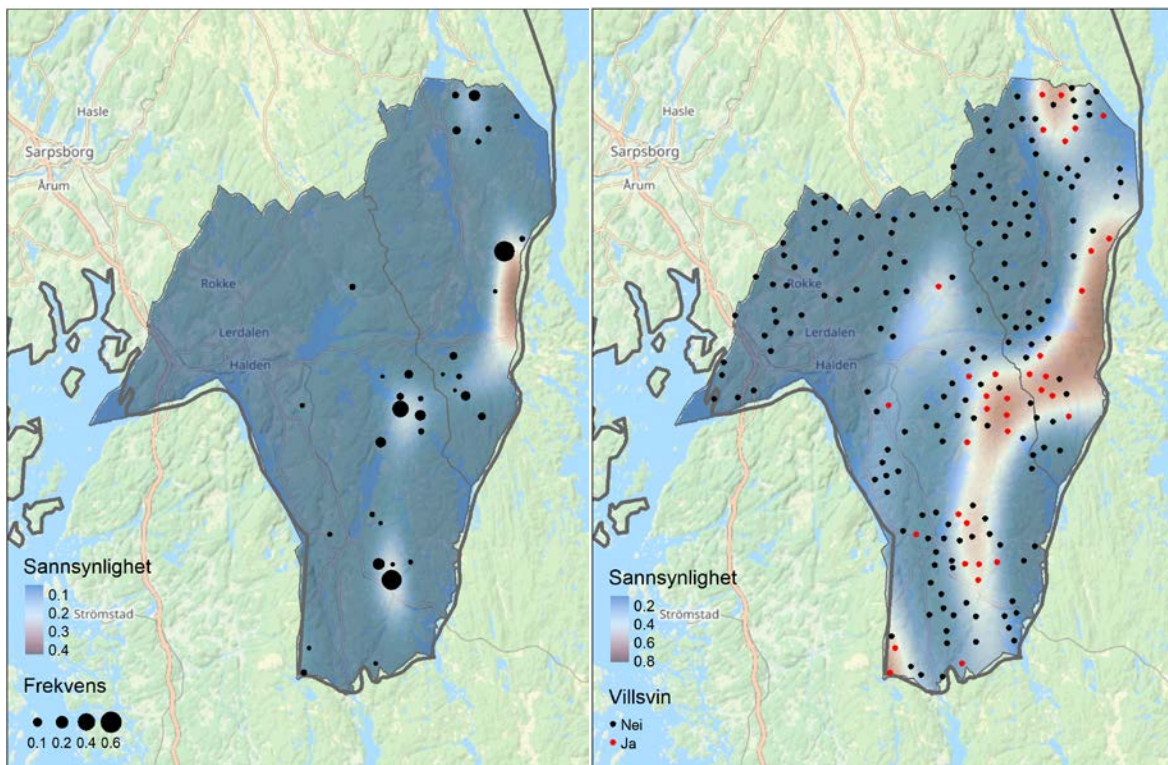 Hasle
Sarpsborg
Årum
Rokke
Lerdalen
Halden
Sannsynlighet
0.1
0.2
0.3
0.4
Strömstad
Frekvens
0.1 0.2 0.4 0.6
Hasle
Sarpsborg
Årum
Rokke
Lerdalen
Halden
Sannsynlighet
0.2
0.4
0.6
0.8
Strömstad
Villsvin
Nei
Ja